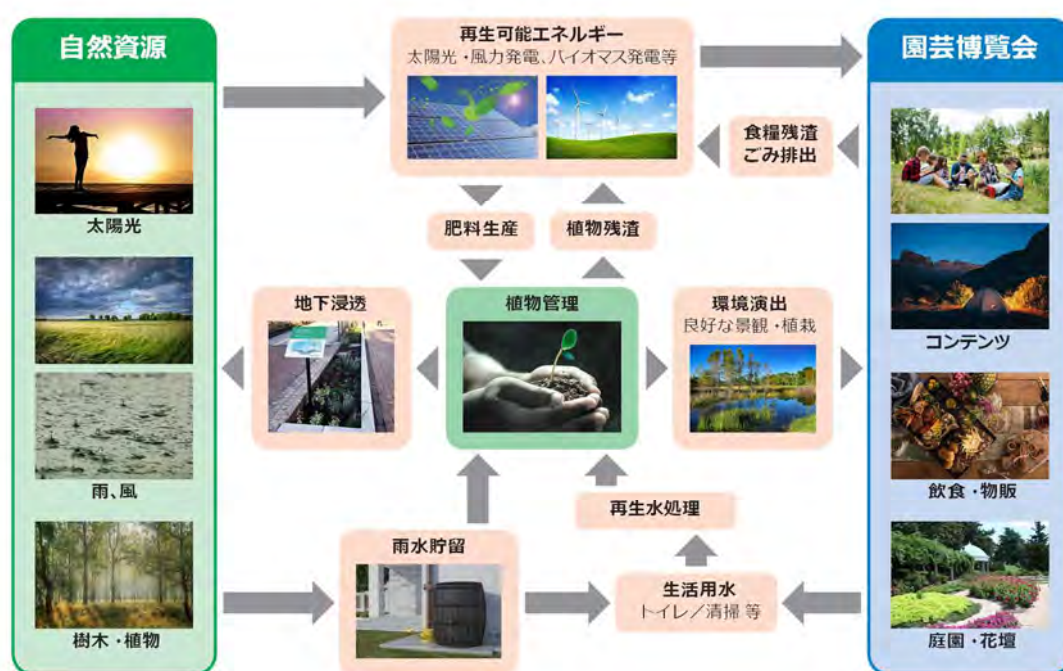 自然資源
太陽光
雨、風
樹木・植物
再生可能エネルギー
太陽光・風力発電、バイオマス発電等
食糧残渣
ごみ排出
肥料生産
植物残渣
地下浸透
植物管理
環境演出
良好な景観・植栽
再生水処理
雨水貯留
生活用水
トイレ／清掃 等
園芸博覧会
コンテンツ
飲食・物販
庭園・花壇